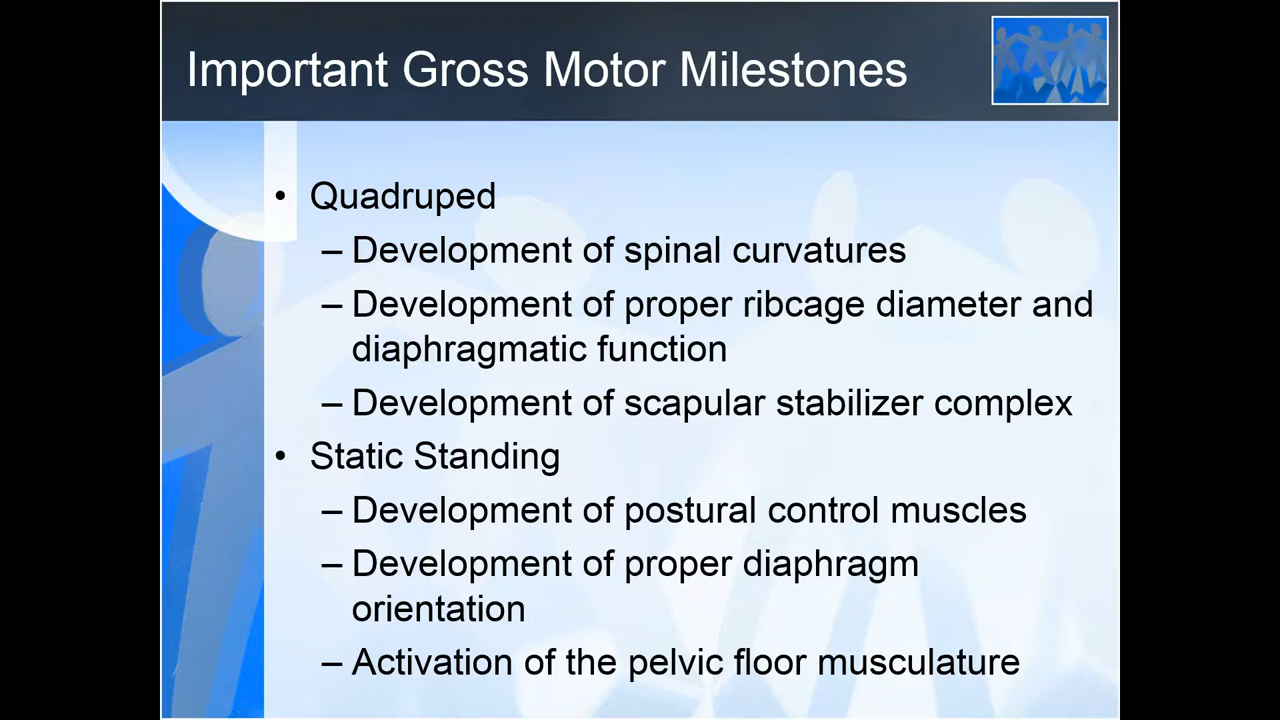 Important Gross Motor Milestones
• Quadruped
– Development of spinal curvatures
– Development of proper ribcage diameter and
diaphragmatic function
– Development of scapular stabilizer complex
• Static Standing
– Development of postural control muscles
– Development of proper diaphragm
orientation
– Activation of the pelvic floor musculature